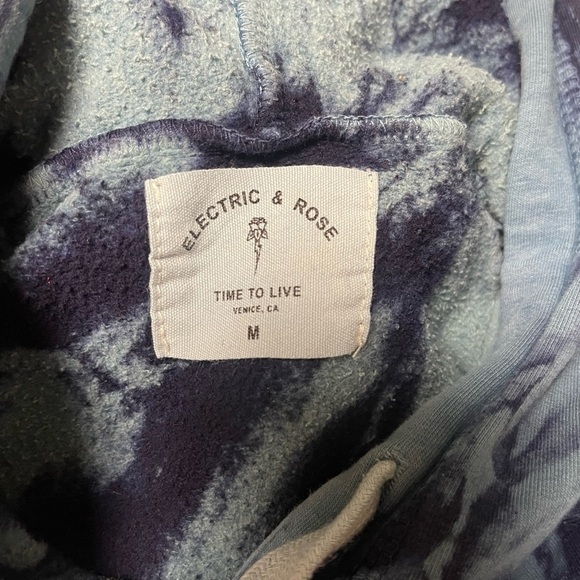 ELECTRIC & ROSE
TIME TO LIVE
VENICE, CA
M